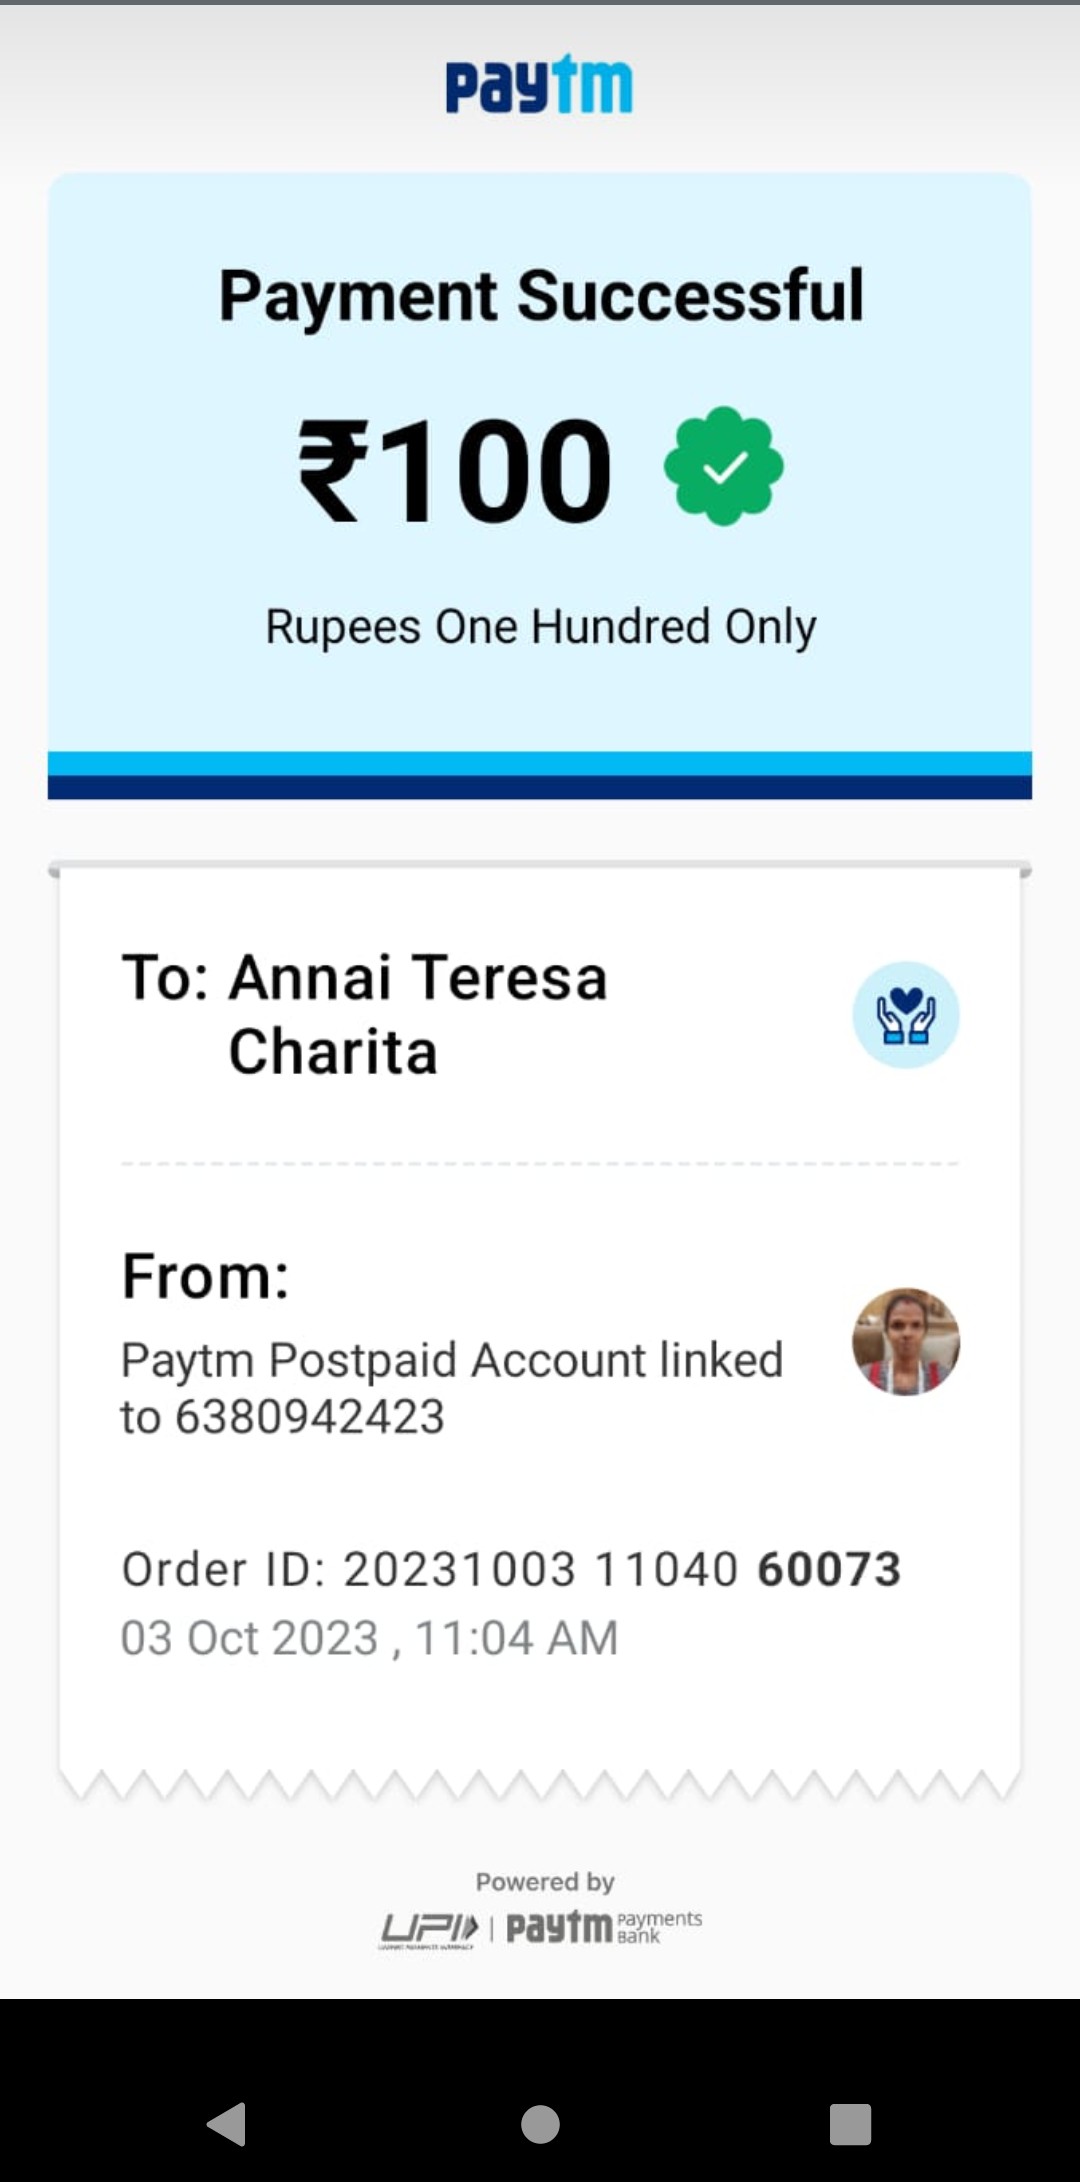 paytm
Payment Successful
₹100
Rupees One Hundred Only
To: Annai Teresa
Charita
From:
Paytm Postpaid Account linked
to 6380942423
Order ID: 20231003 11040 60073
03 Oct 2023 , 11:04 AM
Powered by
UPI | paytm Payments
Bank